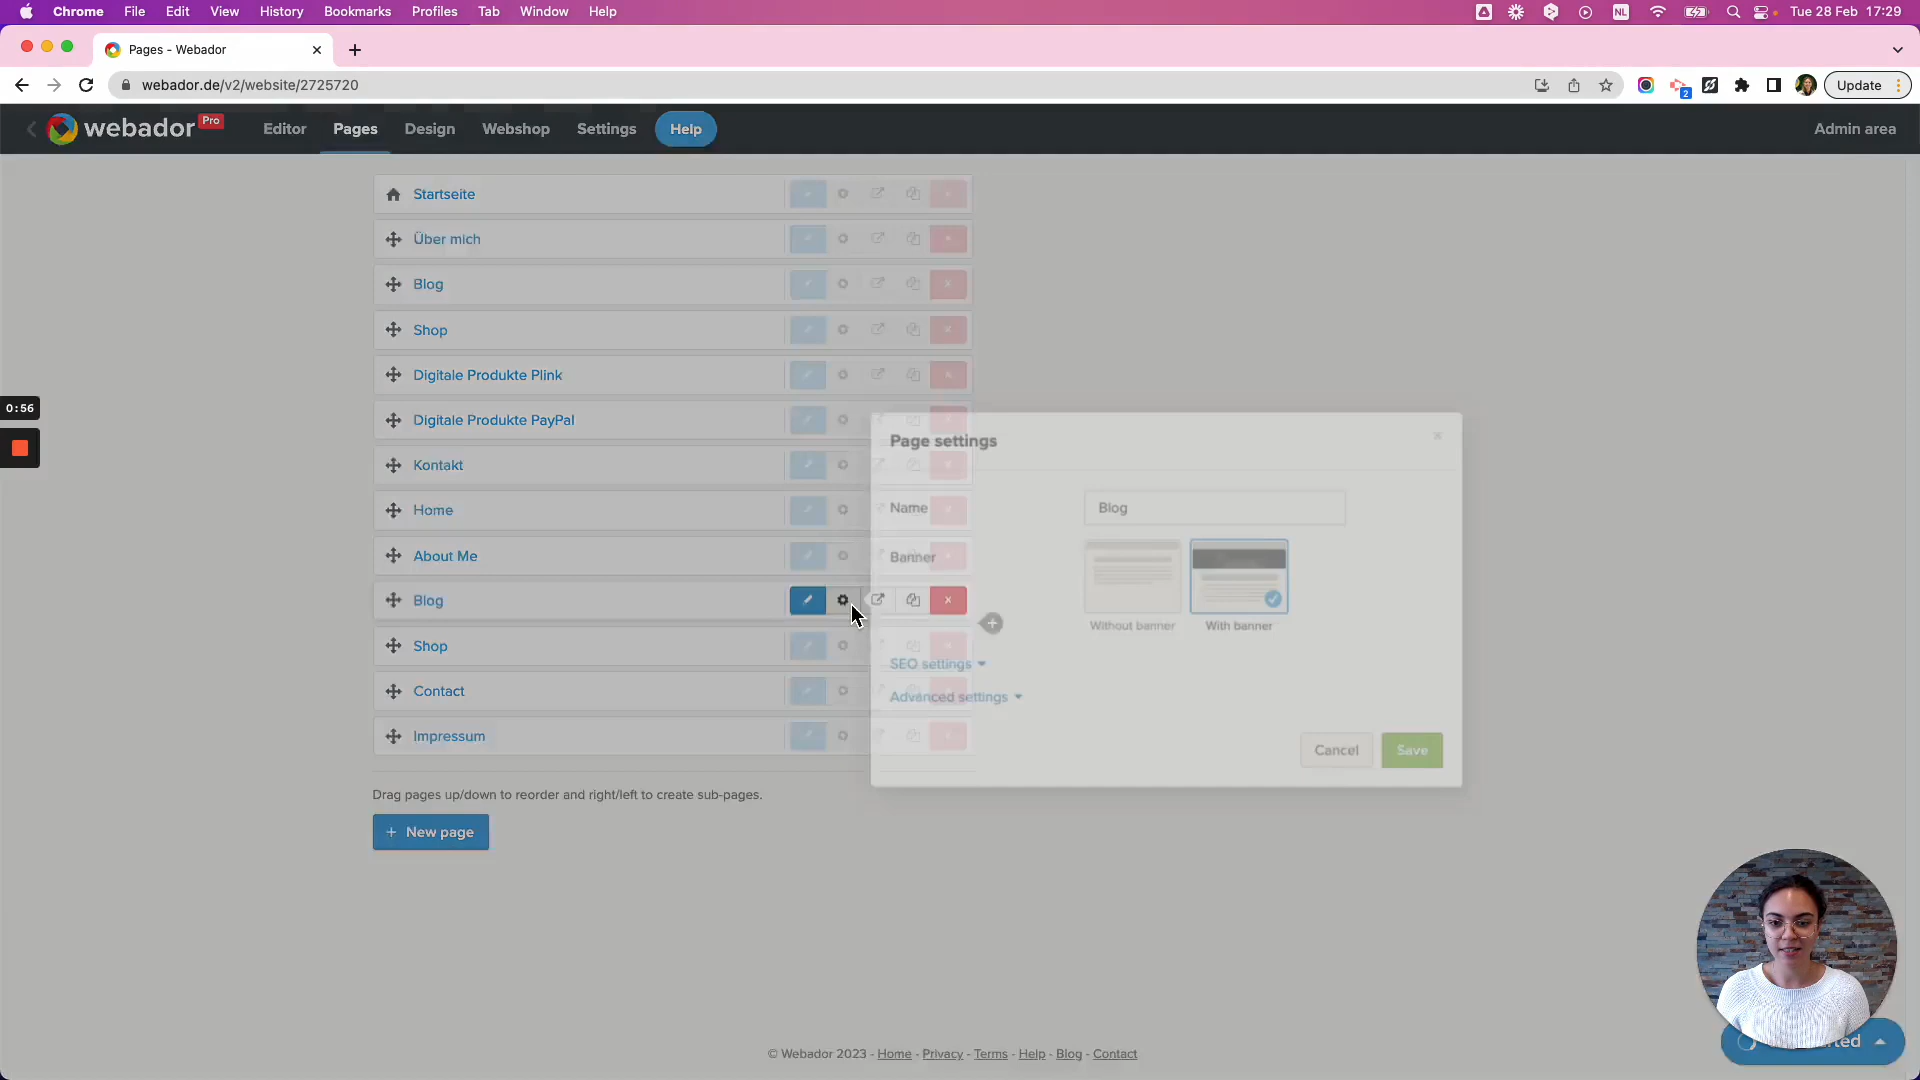 Chrome File Edit View History Bookmarks Profiles Tab Window Help NL Tue 28 Feb 17:29
Pages - Webador
webador.de/v2/website/2725720 2 Update
webador Pro Editor Pages Design Webshop Settings Help Admin area
Startseite
Über mich
Blog
Shop
Digitale Produkte Plink
0:56
Digitale Produkte PayPal
Page settings
Kontakt
Home
Name Blog
About Me
Banner
Blog
Without banner With banner
Shop
SEO settings
Contact
Advanced settings
Impressum
Cancel Save
Drag pages up/down to reorder and right/left to create sub-pages.
+ New page
© Webador 2023 - Home - Privacy - Terms - Help - Blog - Contact